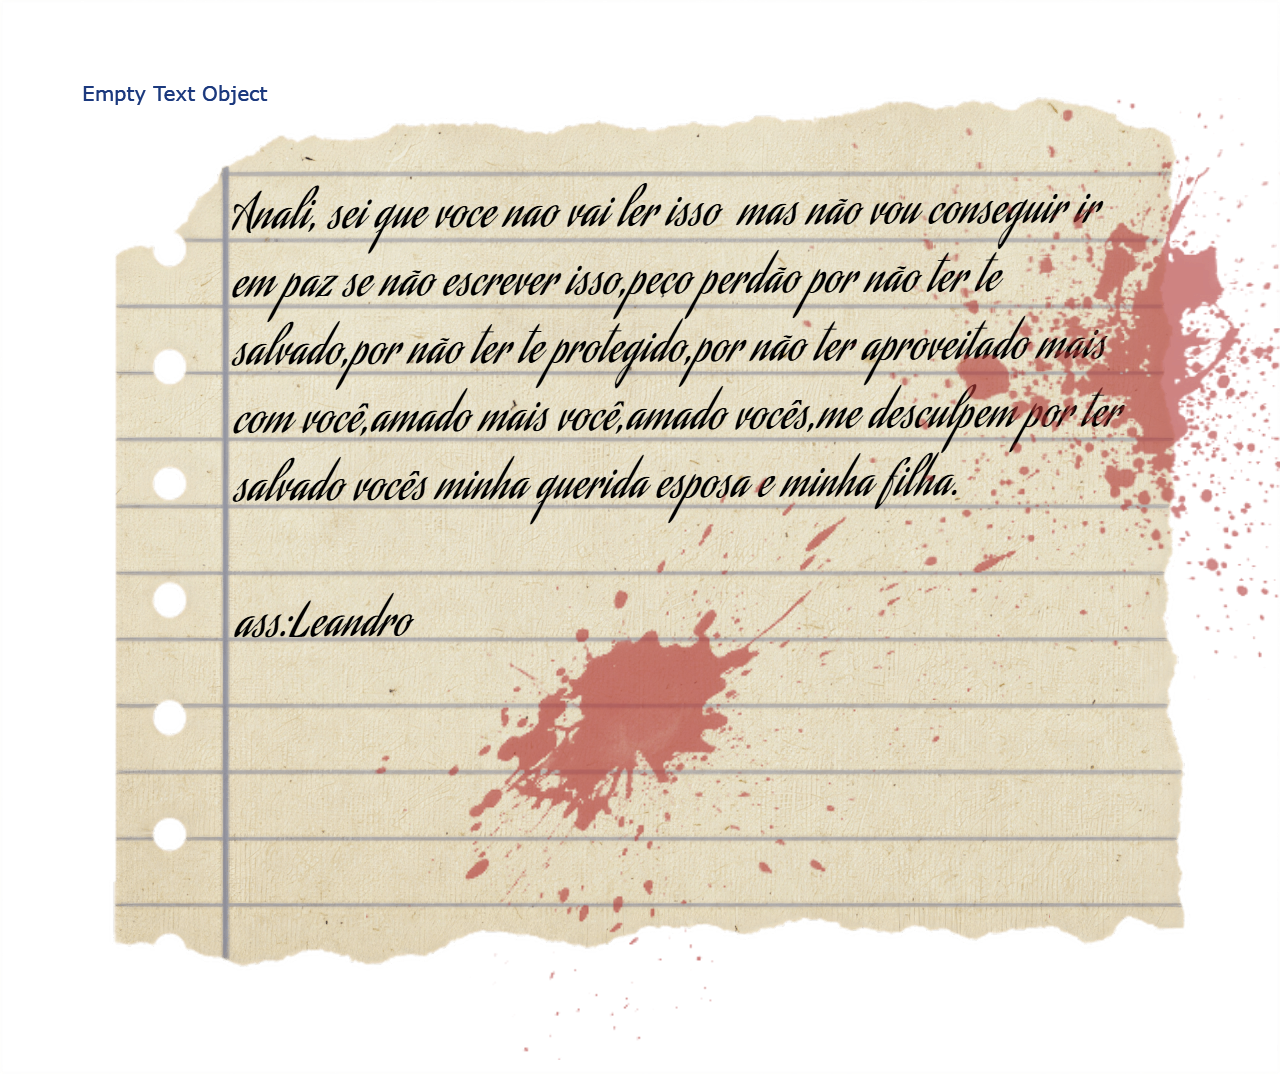 Empty Text Object
Anali, sei que voce nao vai ler isso  mas não vou conseguir ir
em paz se não escrever isso,peço perdão por não ter te
salvado,por não ter te protegido,por não ter aproveitado mais
com você,amado mais você,amado vocês,me desculpem por ter
salvado vocês minha querida esposa e minha filha.
ass:Leandro